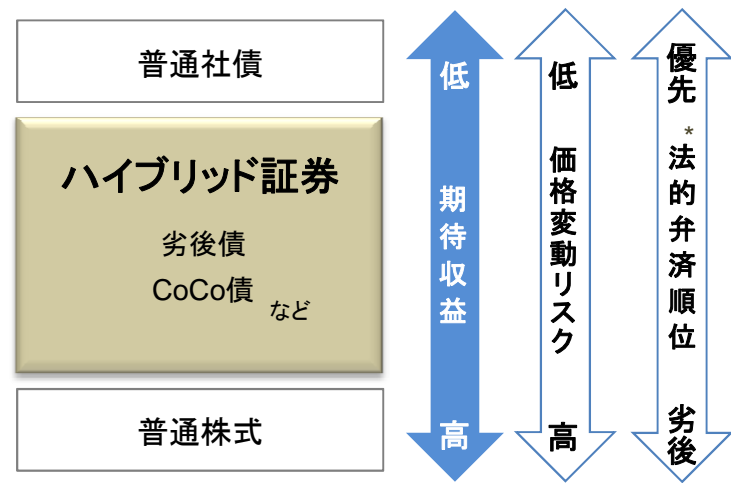 普通社債
ハイブリッド証券
劣後債
CoCo債
など
普通株式
低
期待収益
高
低
価格変動リスク
高
優先
*法的弁済順位
劣後